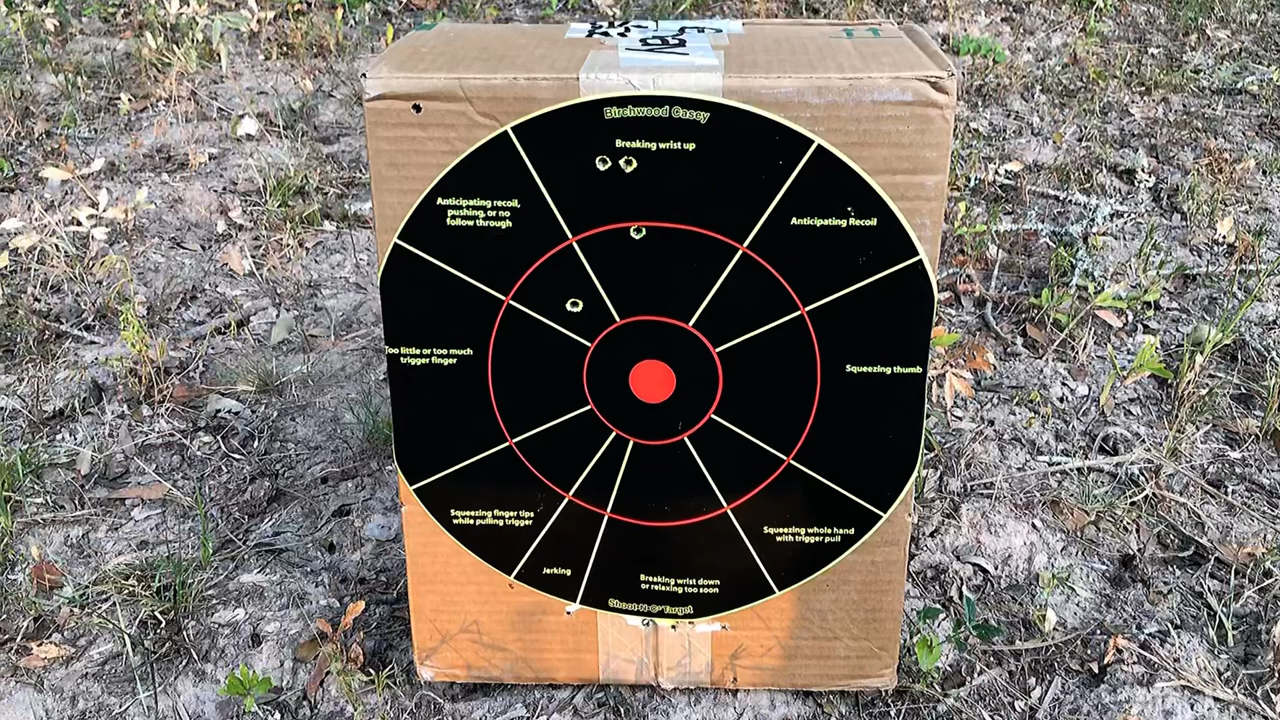 Birchwood Casey
Breaking wrist up
Anticipating recoil,
pushing, or no
follow through
Anticipating Recoil
Too little or too much
trigger finger
Squeezing thumb
Squeezing finger tips
while pulling trigger
Squeezing whole hand
with trigger pull
Jerking
Breaking wrist down
or relaxing too soon
Shoot•N•C® Target